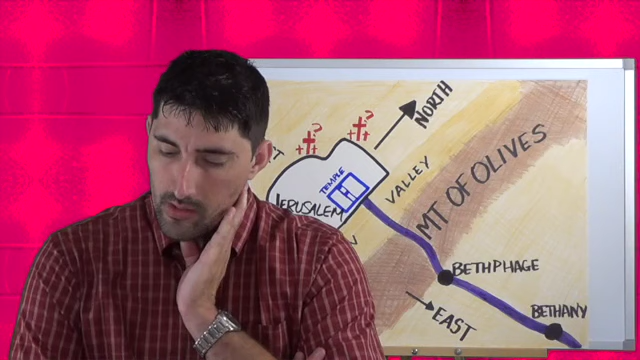 NORTH
?
?
TEMPLE
JERUSALEM
VALLEY
MT OF OLIVES
BETHPHAGE
BETHANY
EAST